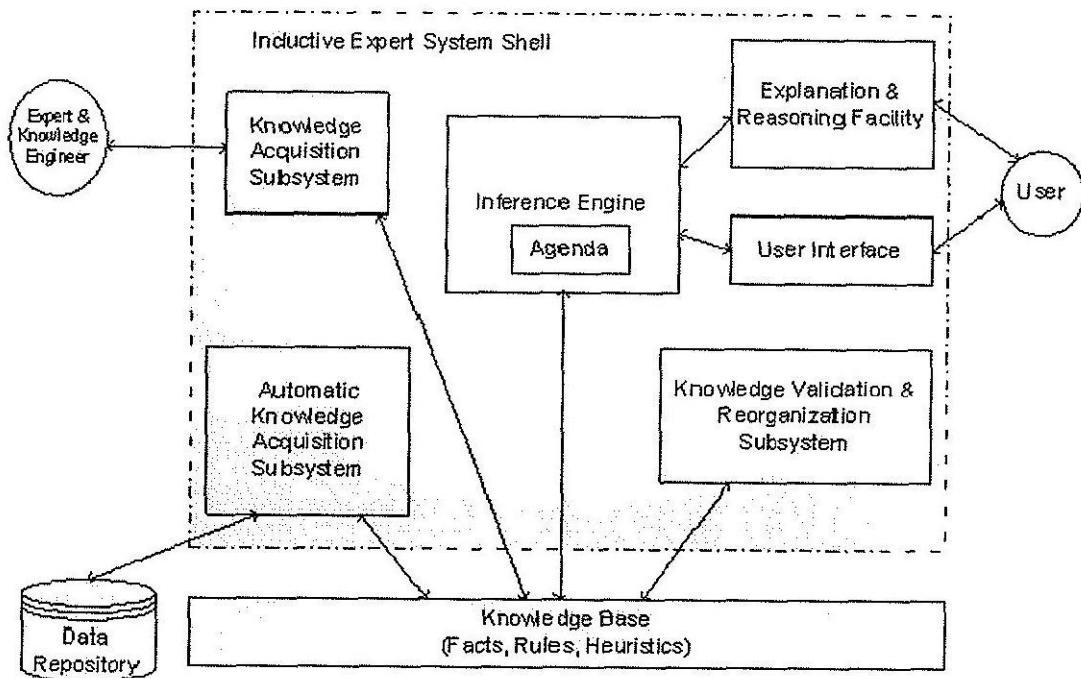 Inductive Expert System Shell
Expert &
Knowledge
Engineer
Knowledge
Acquisition
Subsystem
Inference Engine
Agenda
Explanation &
Reasoning Facility
User Interface
User
Automatic
Knowledge
Acquisition
Subsystem
Knowledge Validation &
Reorganization
Subsystem
Data
Repository
Knowledge Base
(Facts, Rules, Heuristics)